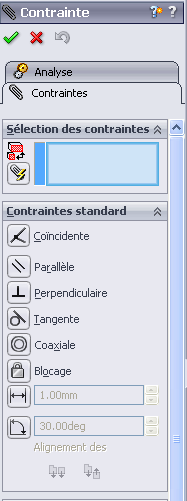 Contrainte
Analyse
Contraintes
Sélection des contraintes
Contraintes standard
Coïncidente
Parallèle
Perpendiculaire
Tangente
Coaxiale
Blocage
1.00mm
30.00deg
Alignement des